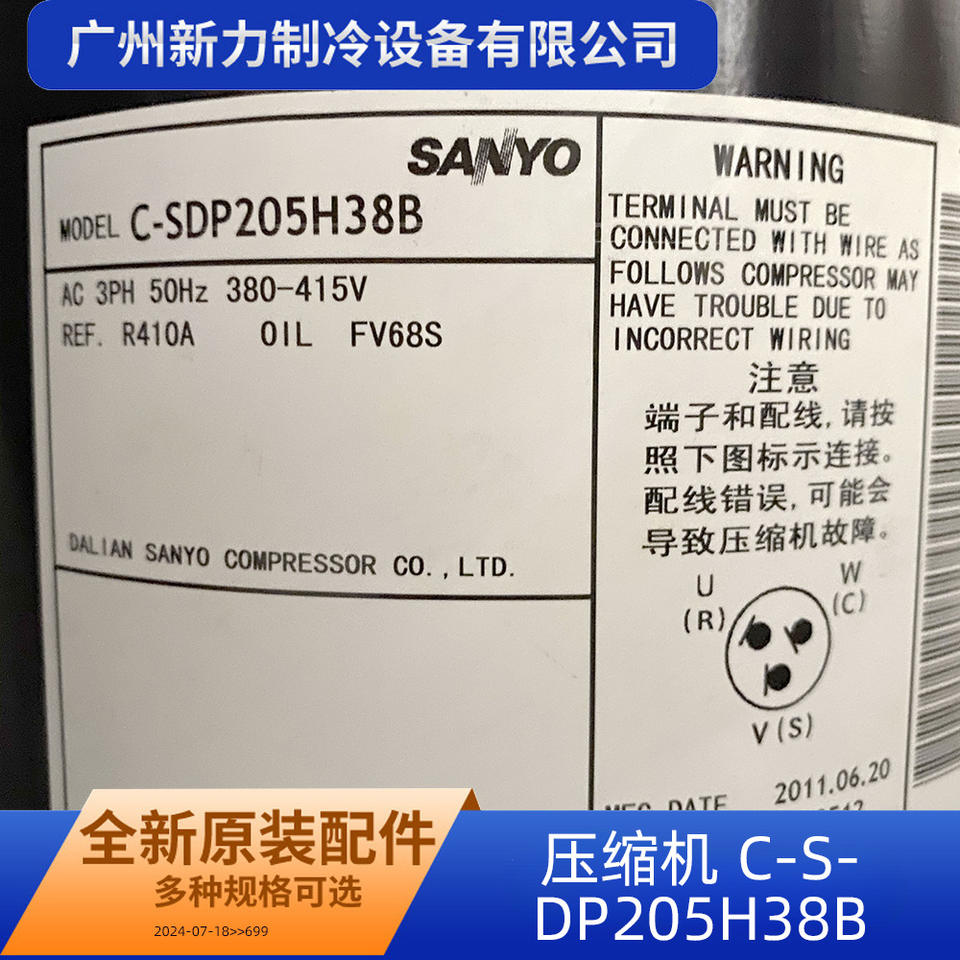 广州新力制冷设备有限公司
SANYO
MODEL C-SDP205H38B
AC 3PH 50Hz 380-415V
REF. R410A OIL FV68S
DALIAN SANYO COMPRESSOR CO.,LTD.
WARNING
TERMINAL MUST BE
CONNECTED WITH WIRE AS
FOLLOWS COMPRESSOR MAY
HAVE TROUBLE DUE TO
INCORRECT WIRING
注意
端子和配线,请按
照下图标示连接。
配线错误,可能会
导致压缩机故障。
U
(R)
W
(C)
V(S)
MFG DATE 2011.06.20
全新原装配件
多种规格可选
2024-07-18>>699
压缩机 C-S-
DP205H38B